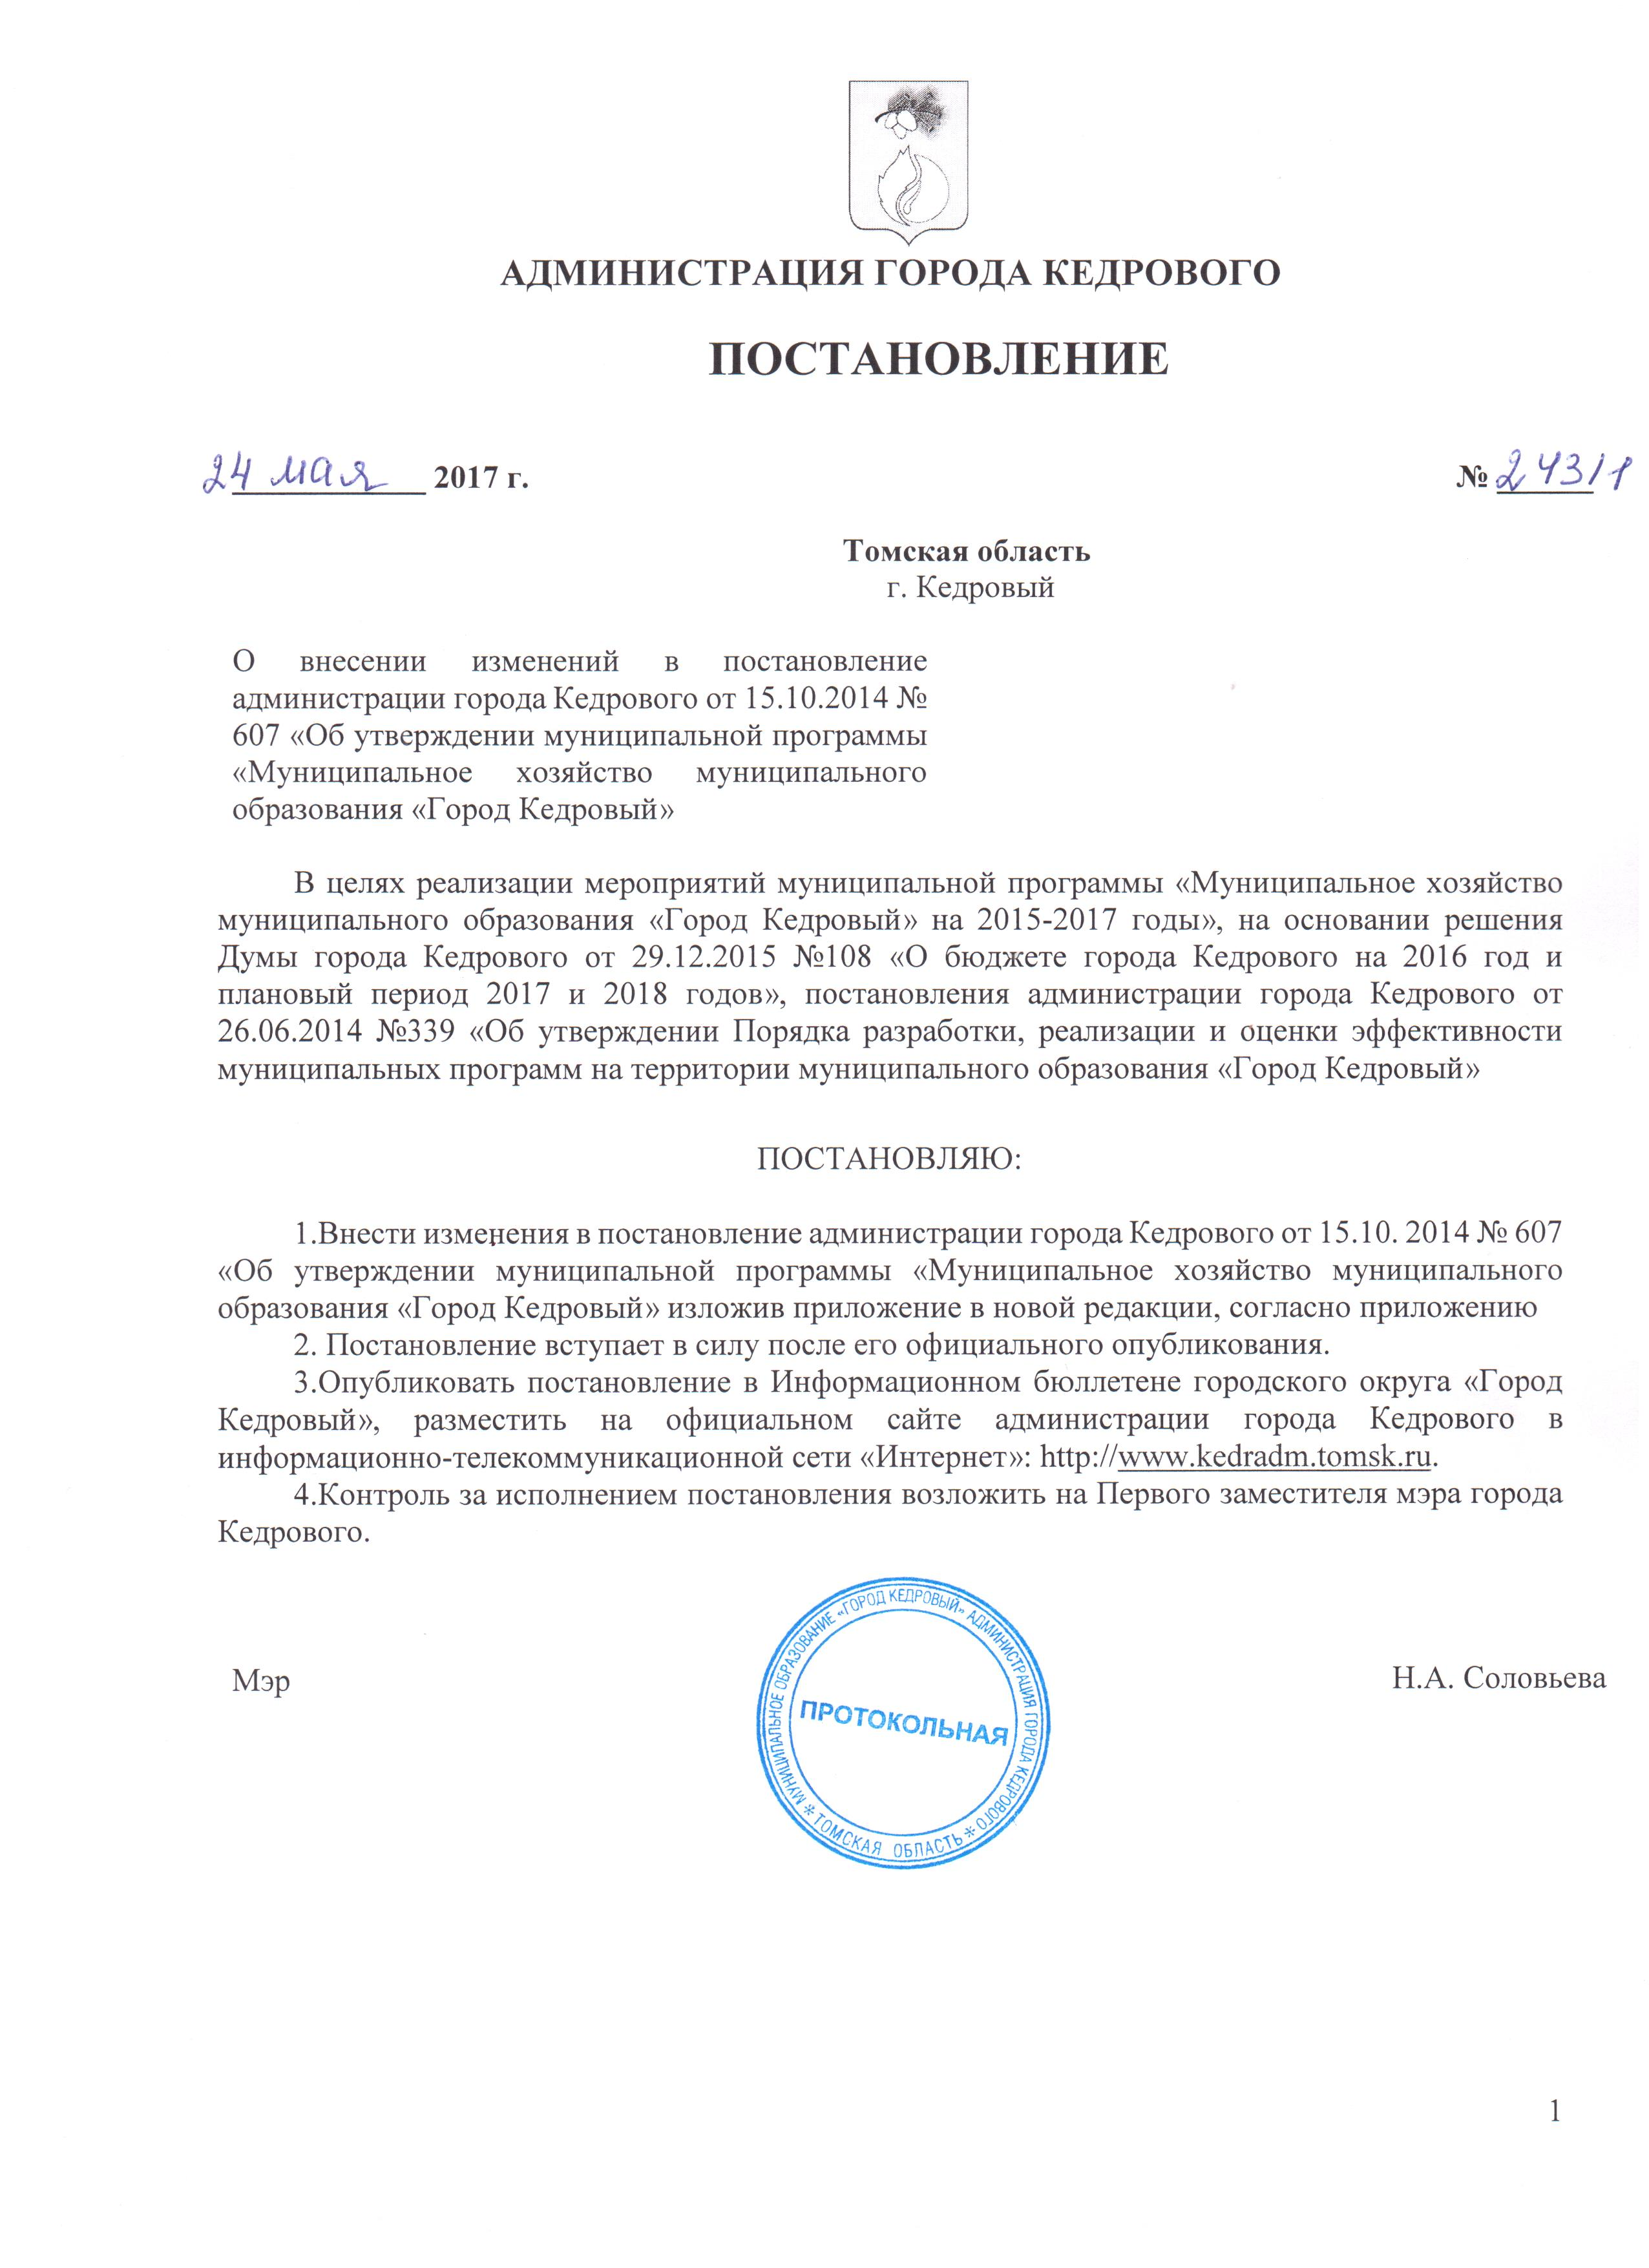 АДМИНИСТРАЦИЯ ГОРОДА КЕДРОВОГО
ПОСТАНОВЛЕНИЕ
24 мая 2017 г. № 243/1
Томская область
г. Кедровый
О внесении изменений в постановление
администрации города Кедрового от 15.10.2014 №
607 «Об утверждении муниципальной программы
«Муниципальное хозяйство муниципального
образования «Город Кедровый»
В целях реализации мероприятий муниципальной программы «Муниципальное хозяйство
муниципального образования «Город Кедровый» на 2015-2017 годы», на основании решения
Думы города Кедрового от 29.12.2015 №108 «О бюджете города Кедрового на 2016 год и
плановый период 2017 и 2018 годов», постановления администрации города Кедрового от
26.06.2014 №339 «Об утверждении Порядка разработки, реализации и оценки эффективности
муниципальных программ на территории муниципального образования «Город Кедровый»
ПОСТАНОВЛЯЮ:
1.Внести изменения в постановление администрации города Кедрового от 15.10. 2014 № 607
«Об утверждении муниципальной программы «Муниципальное хозяйство муниципального
образования «Город Кедровый» изложив приложение в новой редакции, согласно приложению
2. Постановление вступает в силу после его официального опубликования.
3.Опубликовать постановление в Информационном бюллетене городского округа «Город
Кедровый», разместить на официальном сайте администрации города Кедрового в
информационно-телекоммуникационной сети «Интернет»: http://www.kedradm.tomsk.ru.
4.Контроль за исполнением постановления возложить на Первого заместителя мэра города
Кедрового.
Мэр Н.А. Соловьева
МУНИЦИПАЛЬНОЕ ОБРАЗОВАНИЕ «ГОРОД КЕДРОВЫЙ» АДМИНИСТРАЦИЯ ГОРОДА КЕДРОВОГО
ПРОТОКОЛЬНАЯ
* ТОМСКАЯ ОБЛАСТЬ *
1